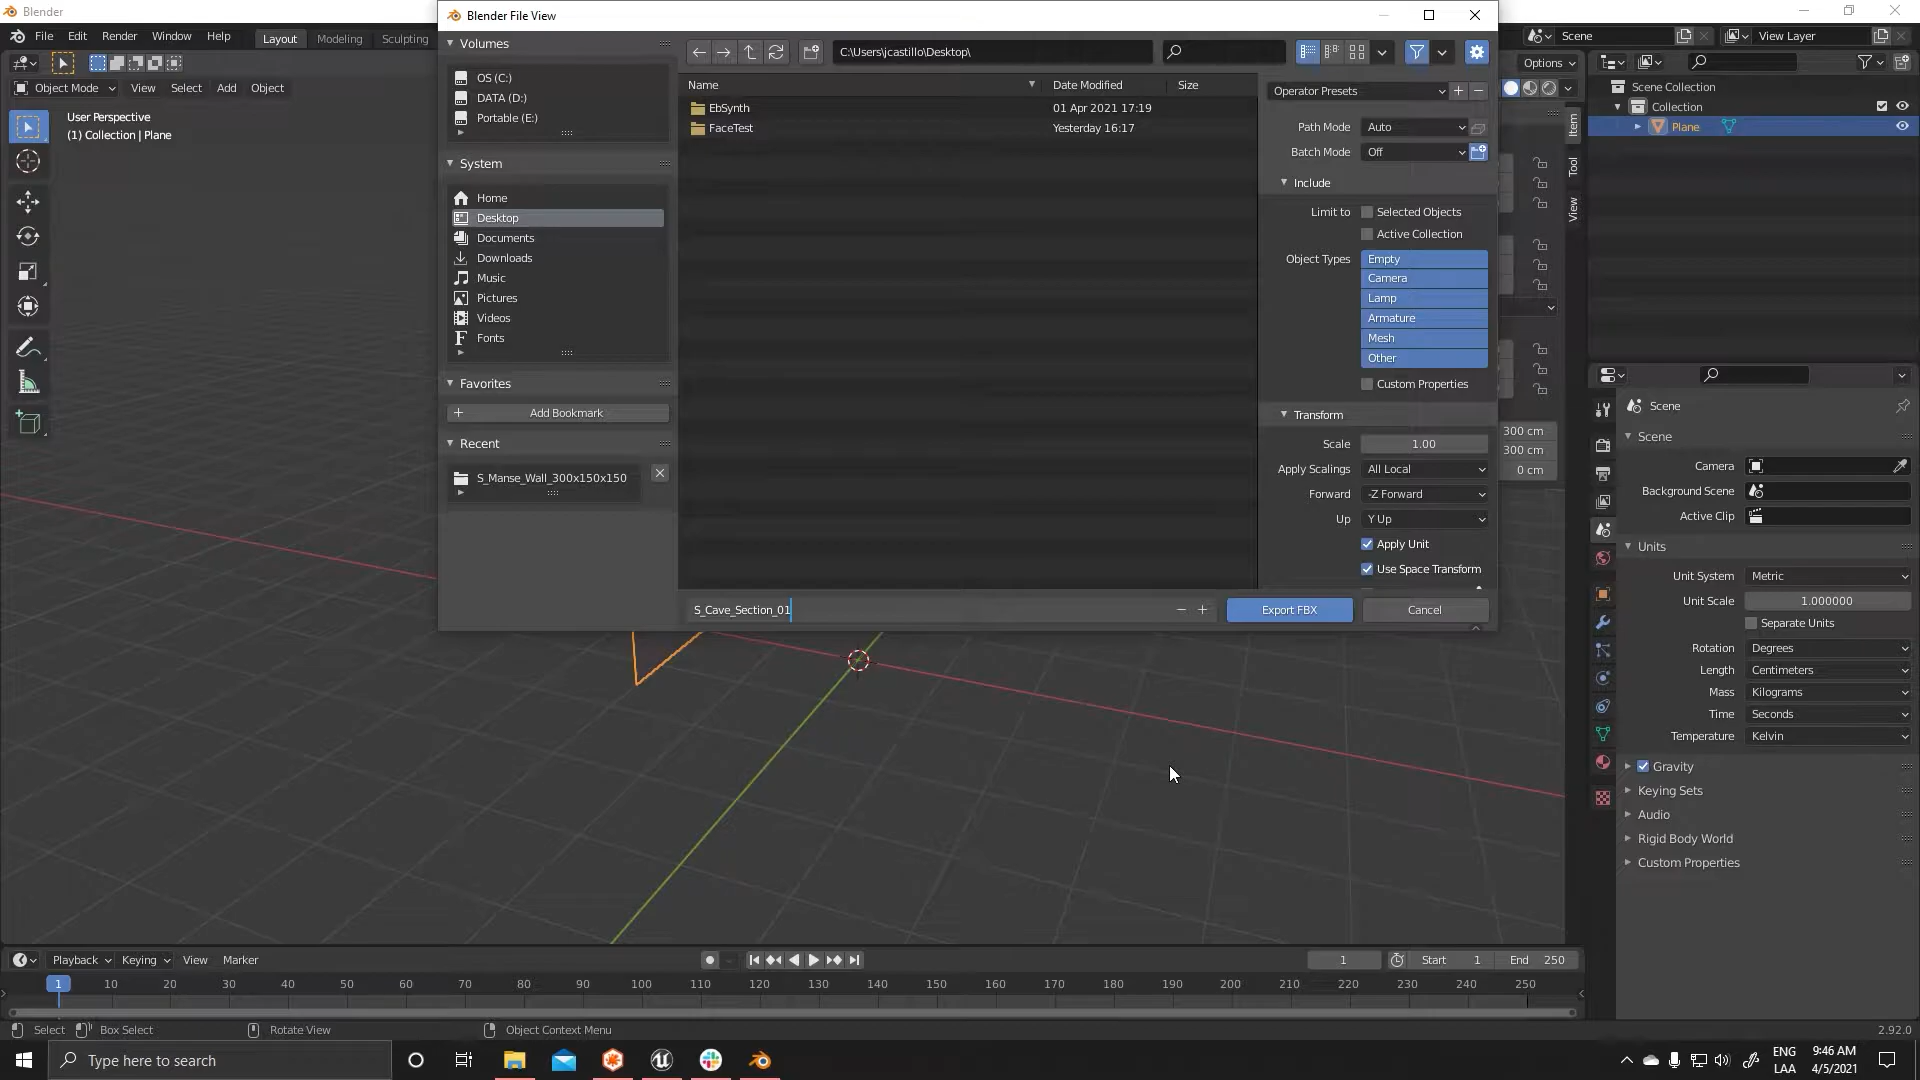 Blender
File Edit Render Window Help
Layout Modeling Sculpting
Object Mode View Select Add Object
User Perspective
(1) Collection | Plane
Blender File View
Volumes
OS (C:)
DATA (D:)
Portable (E:)
System
Home
Desktop
Documents
Downloads
Music
Pictures
Videos
Fonts
Favorites
Add Bookmark
Recent
S_Manse_Wall_300x150x150
C:\Users\jcastillo\Desktop\
Name Date Modified Size
EbSynth 01 Apr 2021 17:19
FaceTest Yesterday 16:17
S_Cave_Section_01
Operator Presets
Path Mode Auto
Batch Mode Off
Include
Limit to Selected Objects
Active Collection
Object Types Empty
Camera
Lamp
Armature
Mesh
Other
Custom Properties
Transform
Scale 1.00
Apply Scalings All Local
Forward -Z Forward
Up Y Up
Apply Unit
Use Space Transform
Export FBX Cancel
Options
Item
Tool
View
300 cm
300 cm
0 cm
Scene View Layer
Scene Collection
Collection
Plane
Scene
Scene
Camera
Background Scene
Active Clip
Units
Unit System Metric
Unit Scale 1.000000
Separate Units
Rotation Degrees
Length Centimeters
Mass Kilograms
Time Seconds
Temperature Kelvin
Gravity
Keying Sets
Audio
Rigid Body World
Custom Properties
Playback Keying View Marker 1 Start 1 End 250
1 10 20 30 40 50 60 70 80 90 100 110 120 130 140 150 160 170 180 190 200 210 220 230 240 250
Select Box Select Rotate View Object Context Menu 2.92.0
Type here to search
ENG
LAA
9:46 AM
4/5/2021